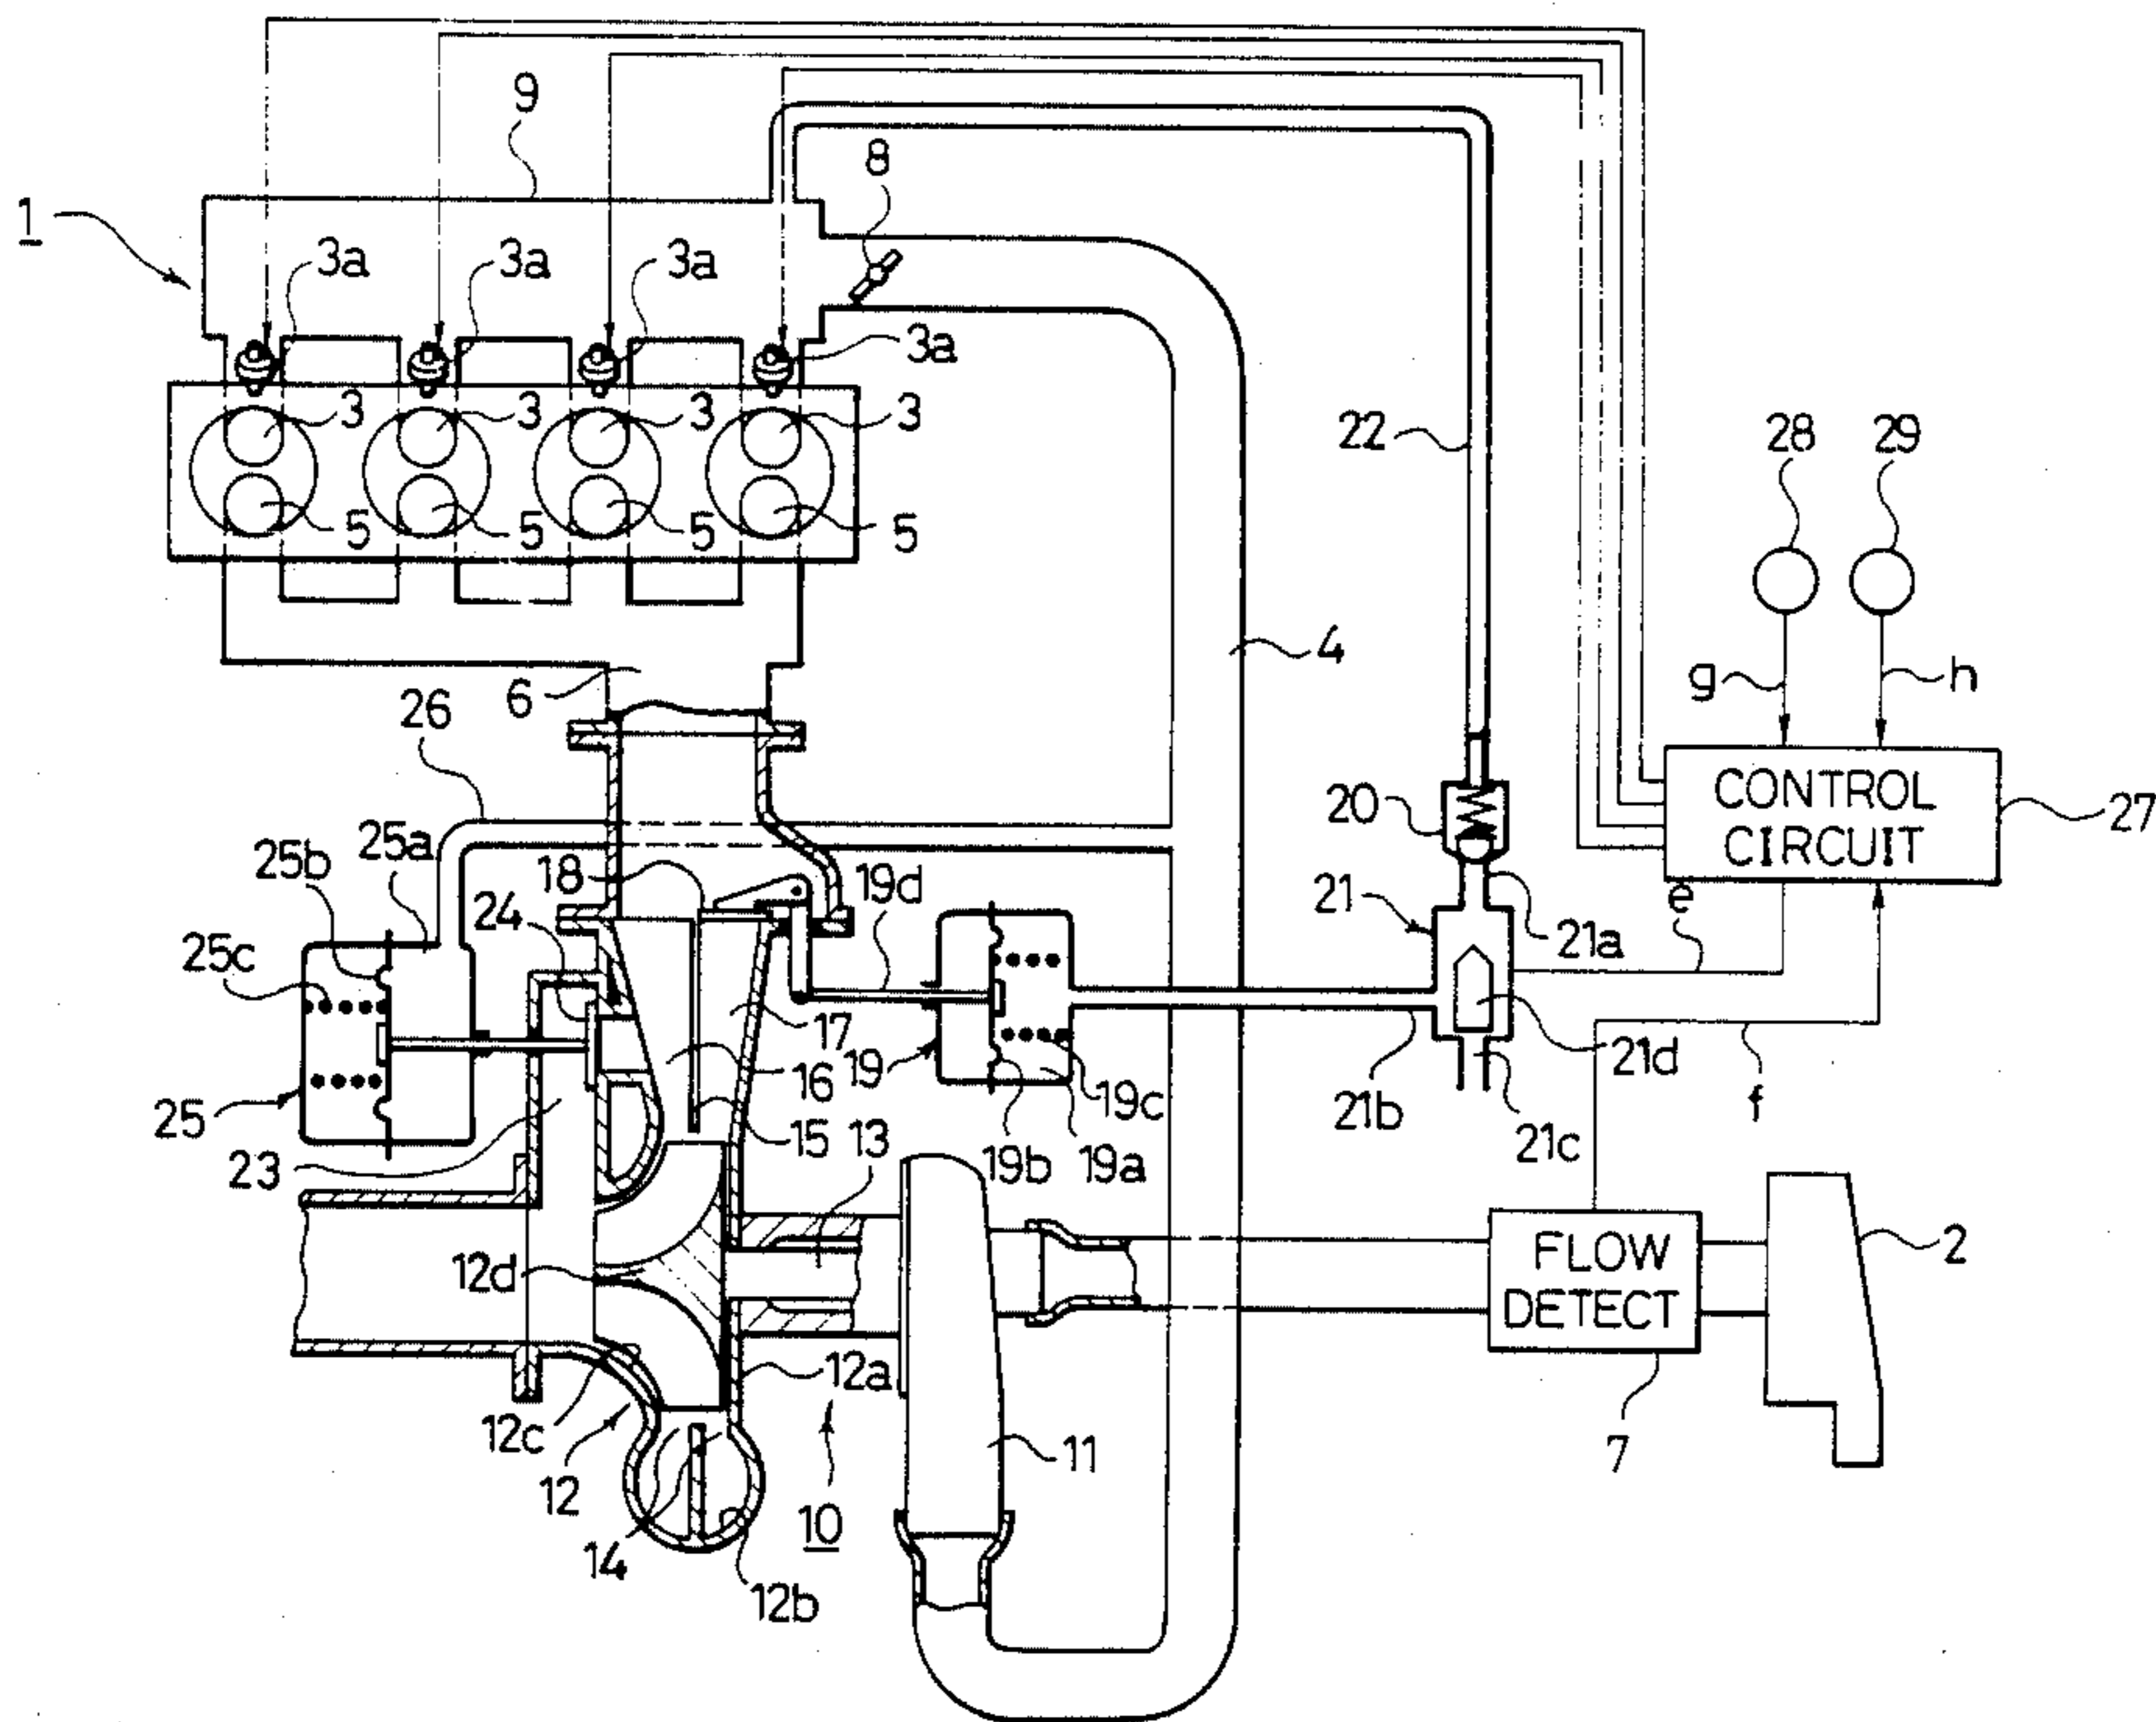 9
8
1
3a
3a
3a
3a
3
3
3
3
22
28
29
5
5
5
5
4
6
g
h
26
CONTROL
CIRCUIT
27
20
25b
25a
18
19d
21
e
24
21a
25c
17
16
19
21d
25
19c
21b
f
15
13
19b
19a
21c
23
FLOW
DETECT
2
12d
12a
12c
12
11
7
10
14
12b